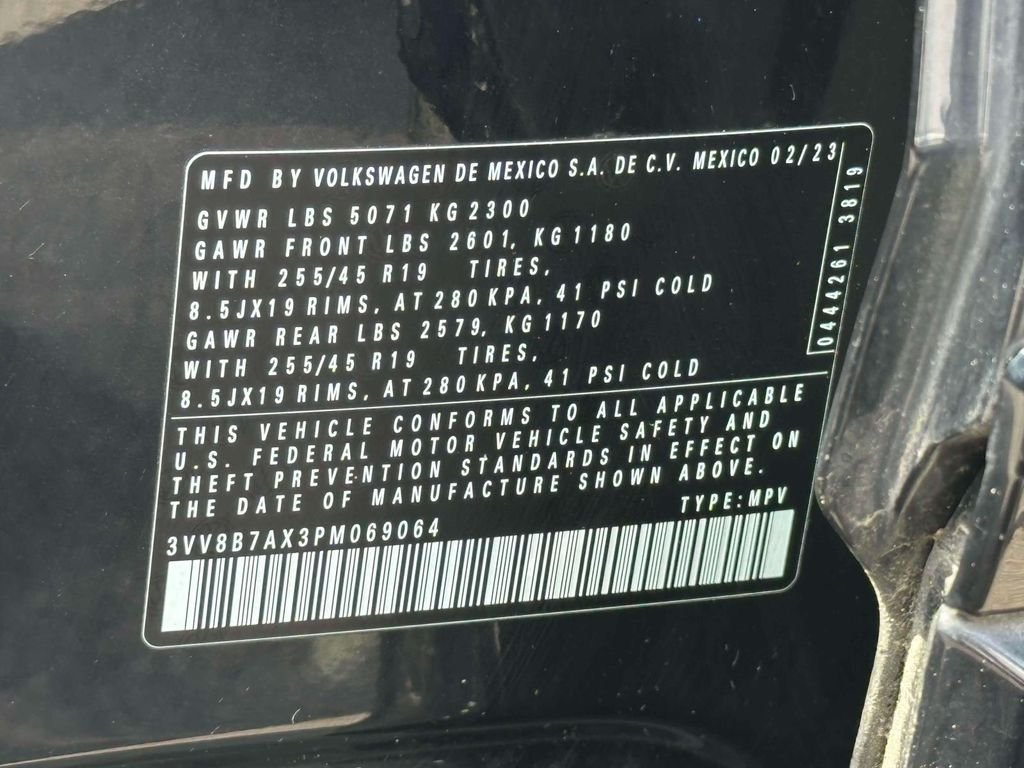 MFD BY VOLKSWAGEN DE MEXICO S.A. DE C.V. MEXICO 02/23
GVWR LBS 5071 KG 2300
GAWR FRONT LBS 2601, KG 1180
WITH 255/45 R19 TIRES,
8.5JX19 RIMS, AT 280 KPA, 41 PSI COLD
GAWR REAR LBS 2579, KG 1170
WITH 255/45 R19 TIRES,
8.5JX19 RIMS, AT 280 KPA, 41 PSI COLD
0444261 3819
THIS VEHICLE CONFORMS TO ALL APPLICABLE
U.S. FEDERAL MOTOR VEHICLE SAFETY AND
THEFT PREVENTION STANDARDS IN EFFECT ON
THE DATE OF MANUFACTURE SHOWN ABOVE.
TYPE: MPV
3VV8B7AX3PM069064